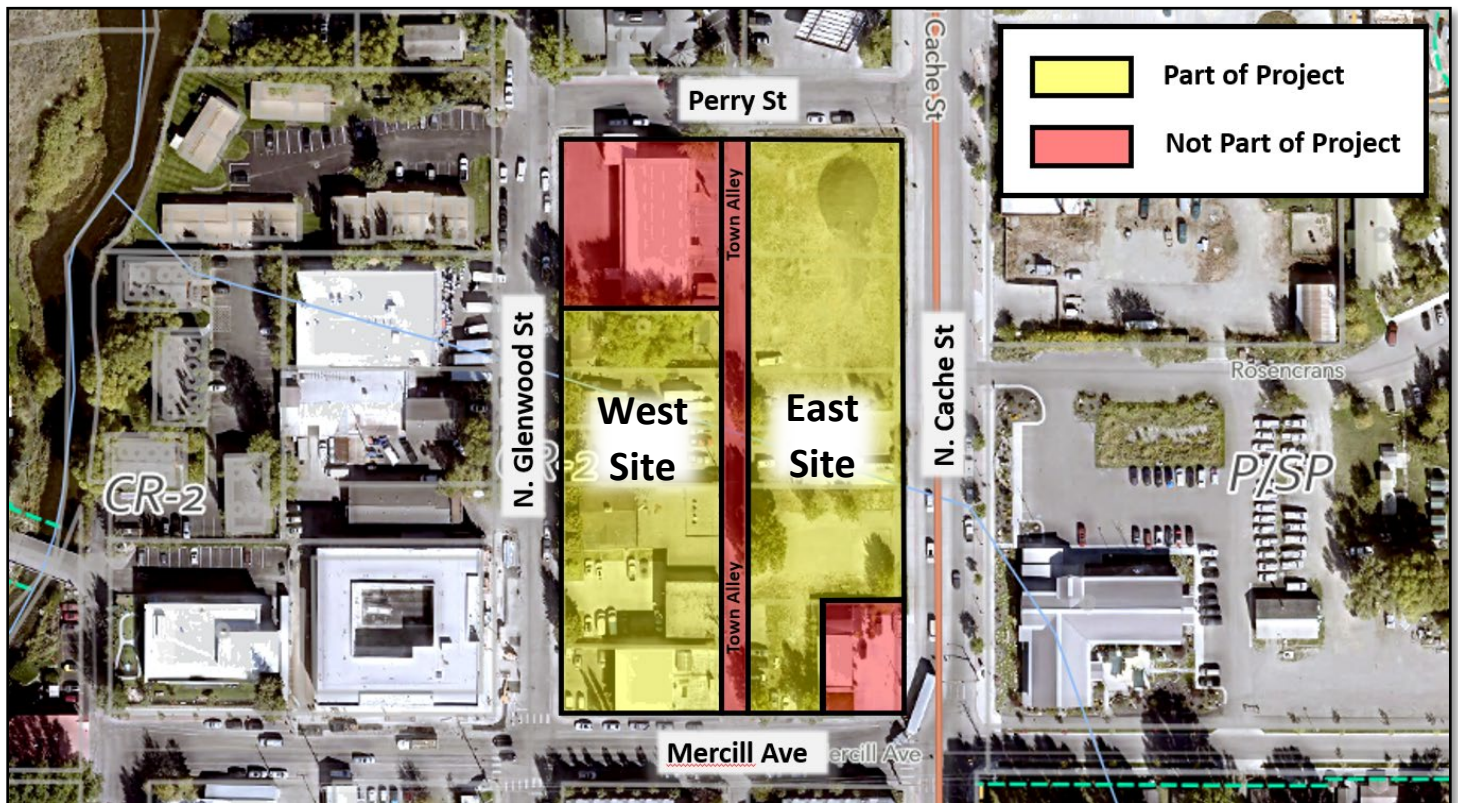 Cache St
Perry St
Part of Project
Not Part of Project
Town Alley
N. Glenwood St
N. Cache St
Rosencrans
West
Site
East
Site
CR-2
CR-2
P/SP
Town Alley
Mercill Ave
ercill Ave